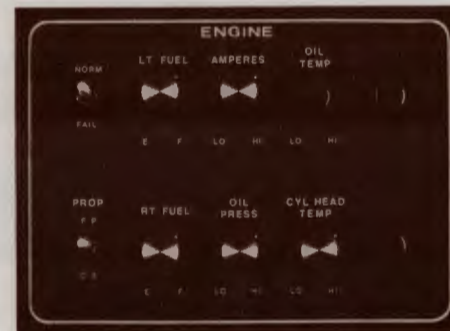 ENGINE
NORM LT FUEL AMPERES OIL TEMP
FAIL
E F LO HI LO HI
PROP RT FUEL OIL PRESS CYL HEAD TEMP
F P
C S
E F LO HI LO HI